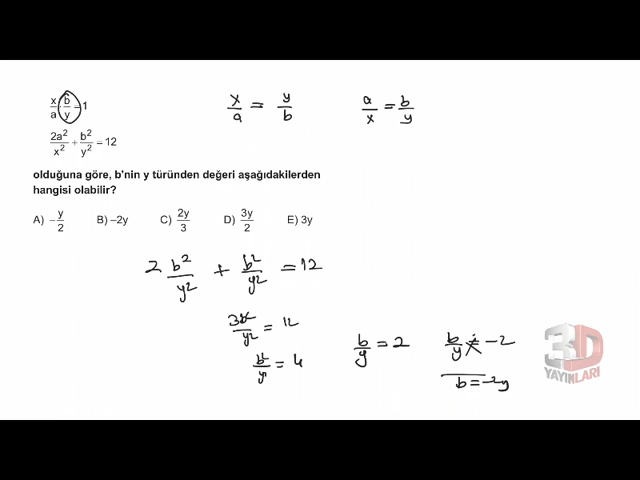 x/a · b/y = 1
2a²/x² + b²/y² = 12
olduğuna göre, b'nin y türünden değeri aşağıdakilerden
hangisi olabilir?
A) -y/2 B) -2y C) 2y/3 D) 3y/2 E) 3y
x/a = y/b
a/x = b/y
2 b²/y² + b²/y² = 12
3b²/y² = 12
b²/y² = 4
b/y = 2
b/y = -2
b = -2y
3D
YAYINLARI